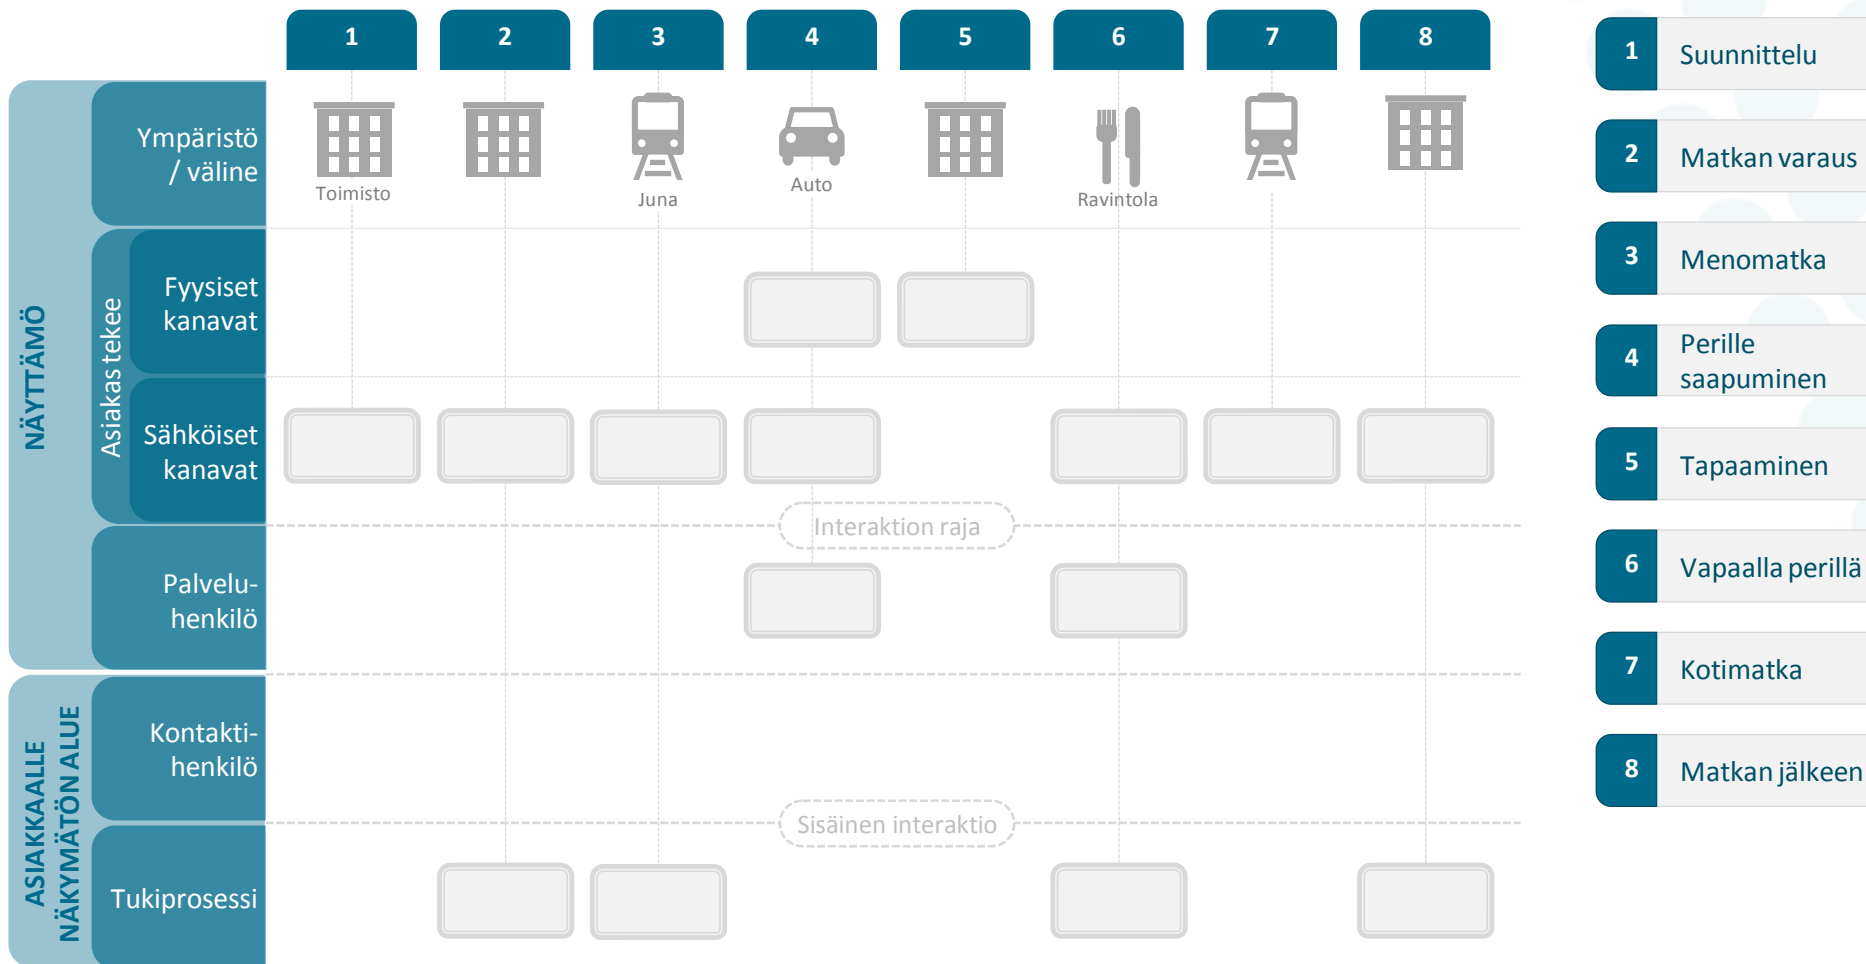 1
2
3
4
5
6
7
8
NÄYTTÄMÖ
Ympäristö
/ väline
Toimisto
Juna
Auto
Ravintola
Asiakas tekee
Fyysiset
kanavat
Sähköiset
kanavat
Interaktion raja
Palvelu-
henkilö
ASIAKKAALLE
NÄKYMÄTÖN ALUE
Kontakti-
henkilö
Sisäinen interaktio
Tukiprosessi
1 Suunnittelu
2 Matkan varaus
3 Menomatka
4 Perille
saapuminen
5 Tapaaminen
6 Vapaalla perillä
7 Kotimatka
8 Matkan jälkeen